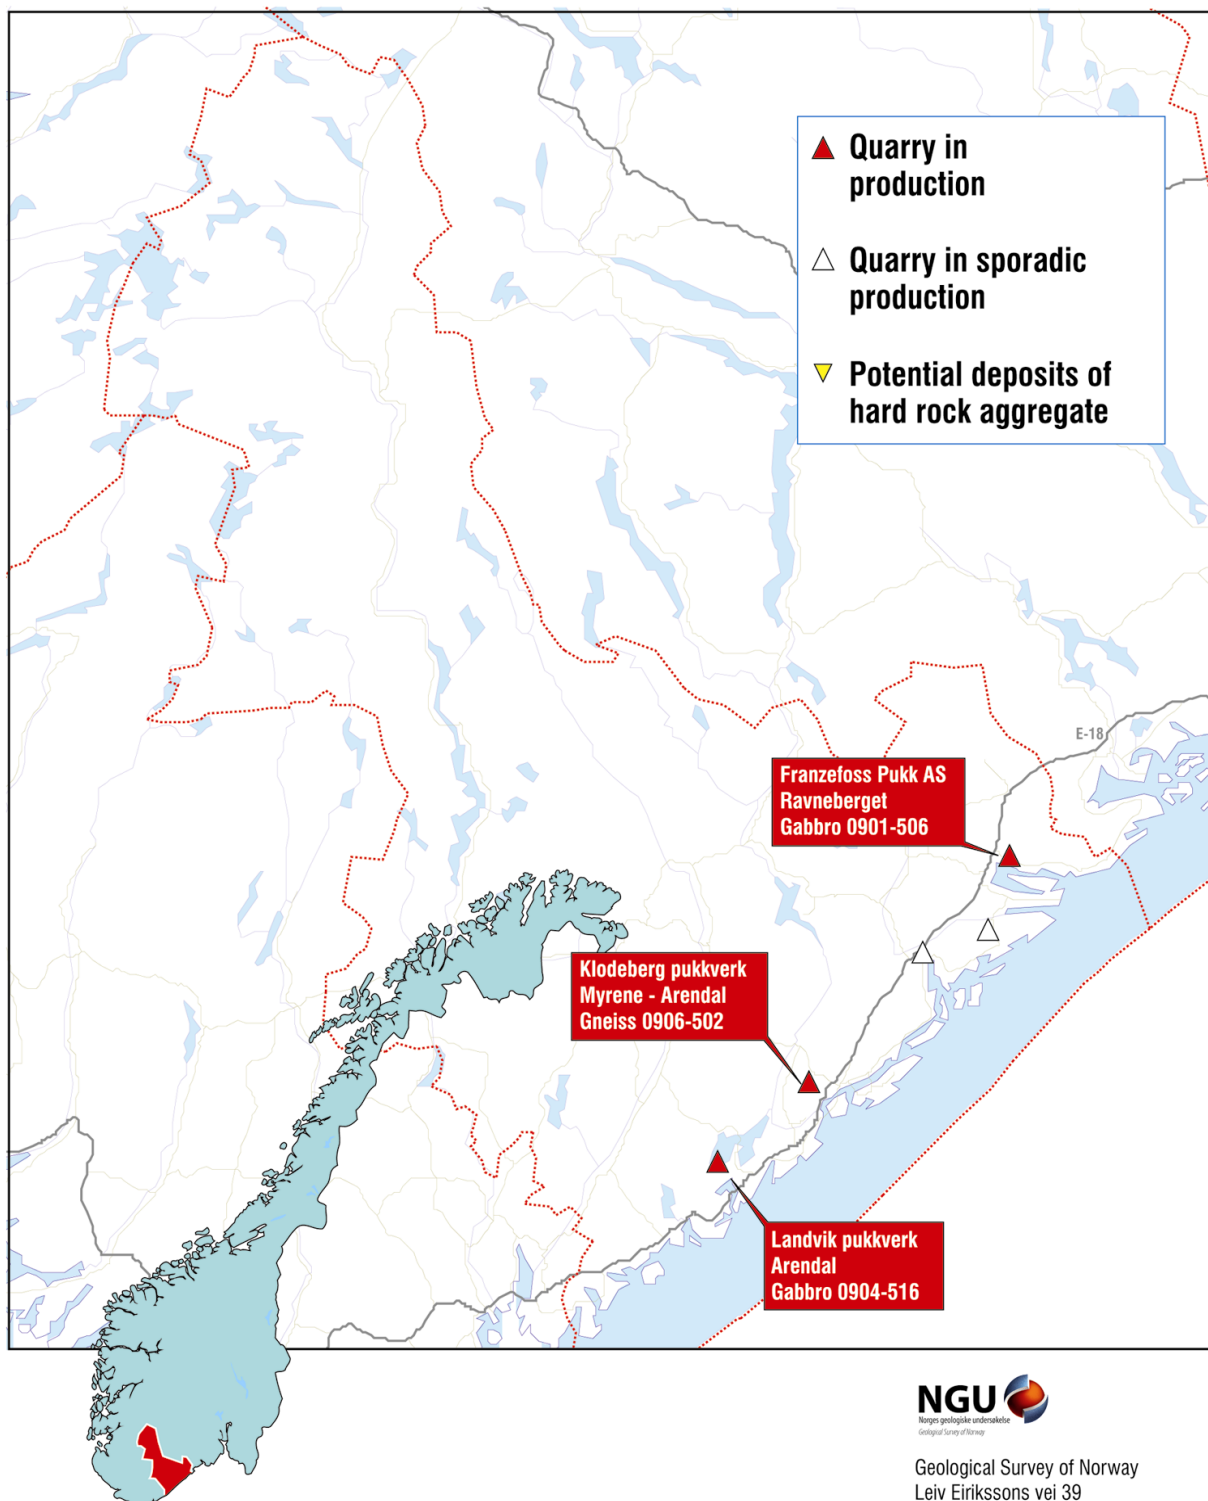 Quarry in
production
Quarry in sporadic
production
Potential deposits of
hard rock aggregate
E-18
Franzefoss Pukk AS
Ravneberget
Gabbro 0901-506
Klodeberg pukkverk
Myrene - Arendal
Gneiss 0906-502
Landvik pukkverk
Arendal
Gabbro 0904-516
NGU
Norges geologiske undersøkelse
Geological Survey of Norway
Geological Survey of Norway
Leiv Eirikssons vei 39